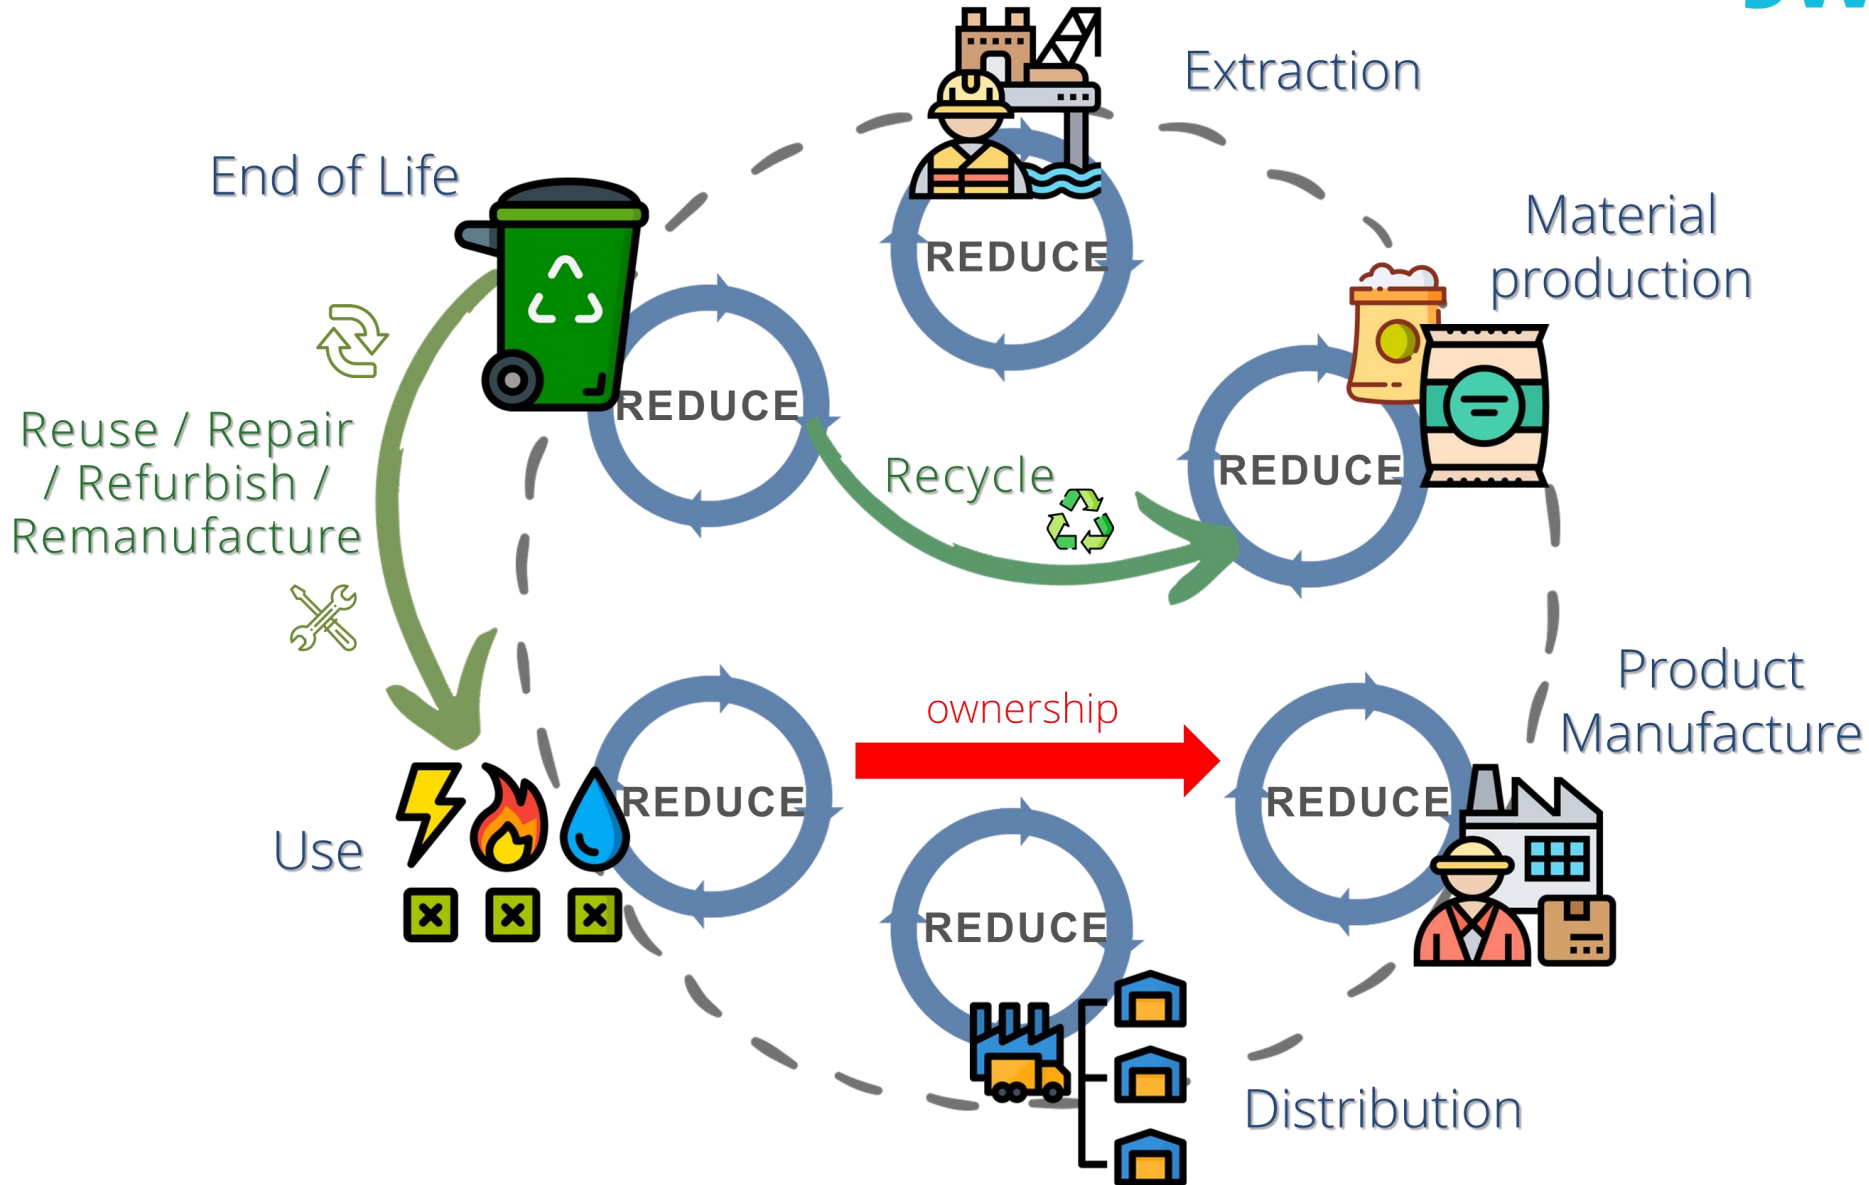 Extraction
End of Life
Material
production
REDUCE
REDUCE
Reuse / Repair
/ Refurbish /
Remanufacture
Recycle
REDUCE
Product
Manufacture
ownership
REDUCE
REDUCE
Use
REDUCE
Distribution